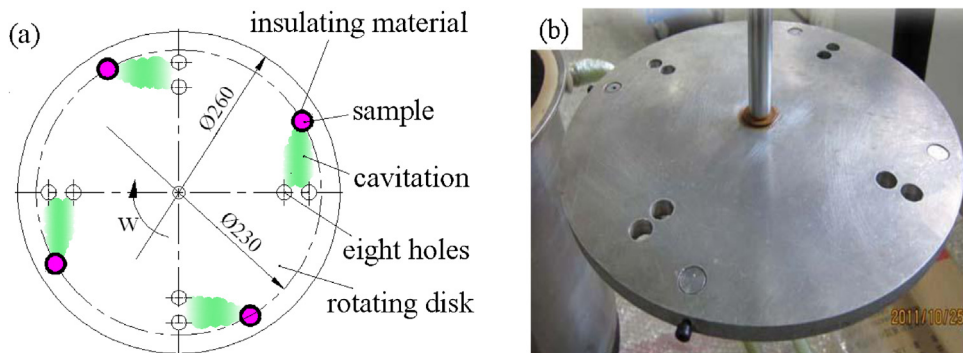 (a)
insulating material
sample
cavitation
eight holes
rotating disk
Ø260
Ø230
W
(b)
2011/10/25